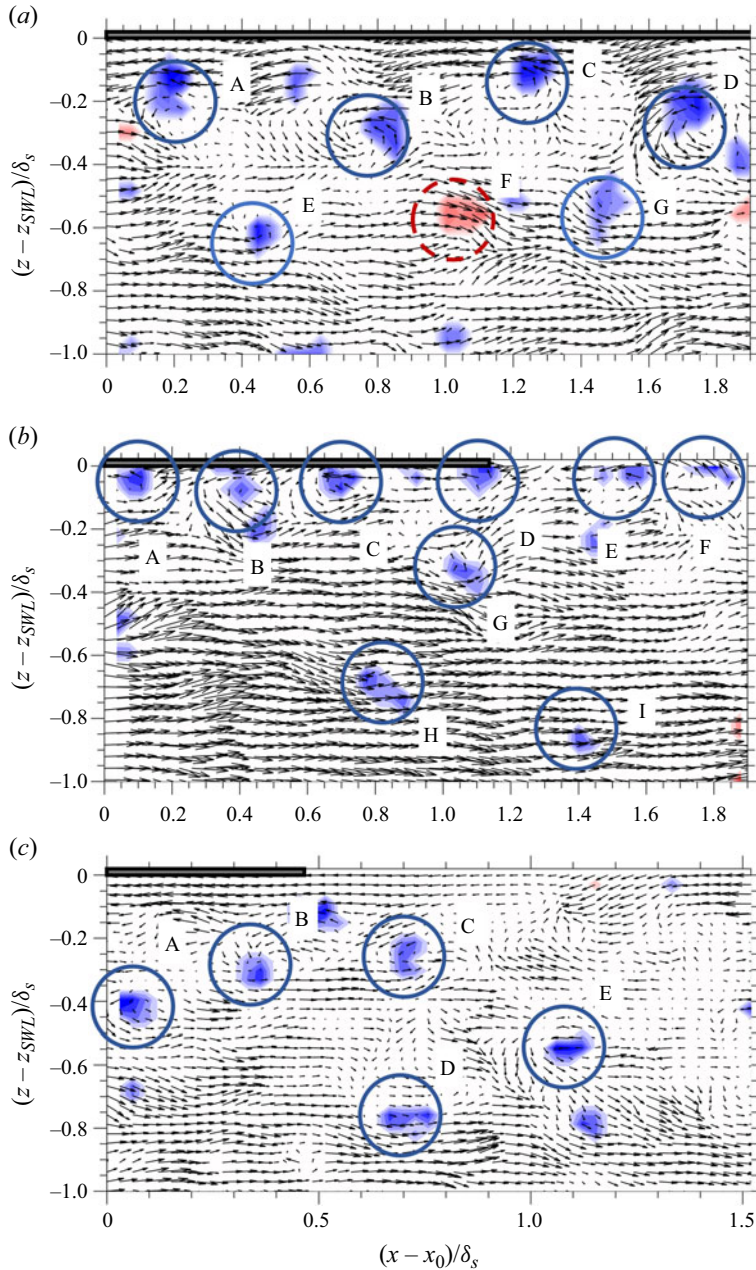 (a)
0
A
C
D
–0.2
B
–0.4
F
E
G
–0.6
–0.8
–1.0
(z – z_SWL)/δ_s
0 0.2 0.4 0.6 0.8 1.0 1.2 1.4 1.6 1.8
(b)
0
–0.2
A B C D E F
–0.4
G
–0.6
H I
–0.8
–1.0
(z – z_SWL)/δ_s
0 0.2 0.4 0.6 0.8 1.0 1.2 1.4 1.6 1.8
(c)
0
B
C
A
–0.2
–0.4
E
–0.6
D
–0.8
–1.0
(z – z_SWL)/δ_s
0 0.5 1.0 1.5
(x – x₀)/δ_s